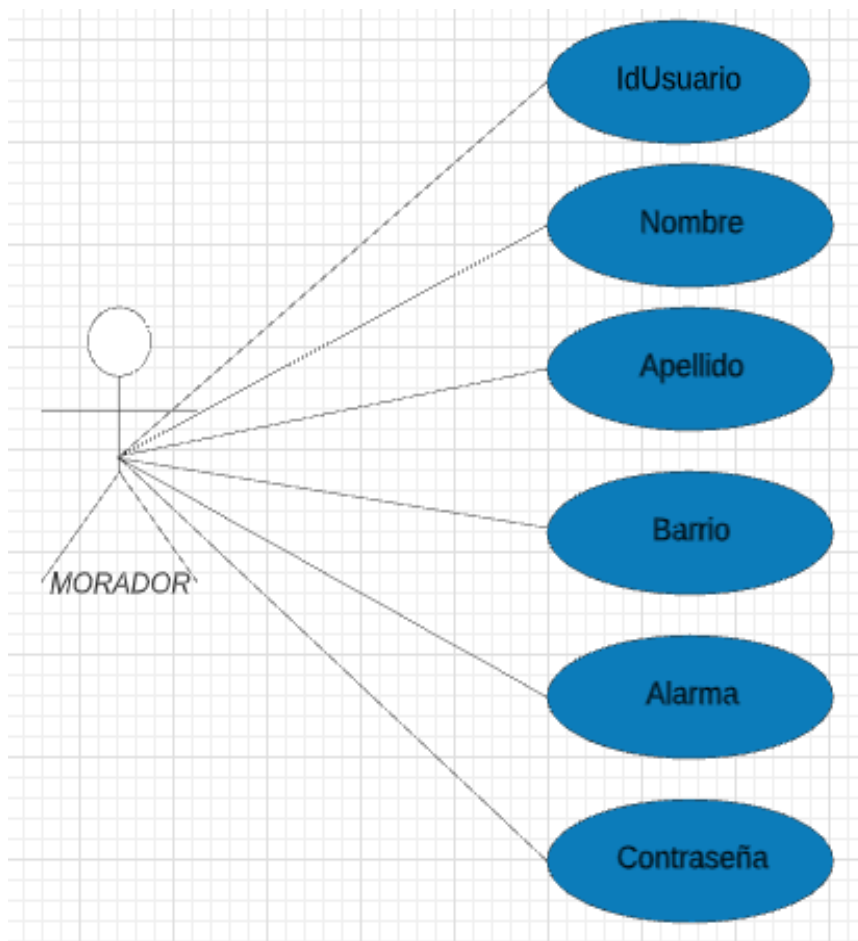 IdUsuario
Nombre
Apellido
Barrio
MORADOR
Alarma
Contraseña